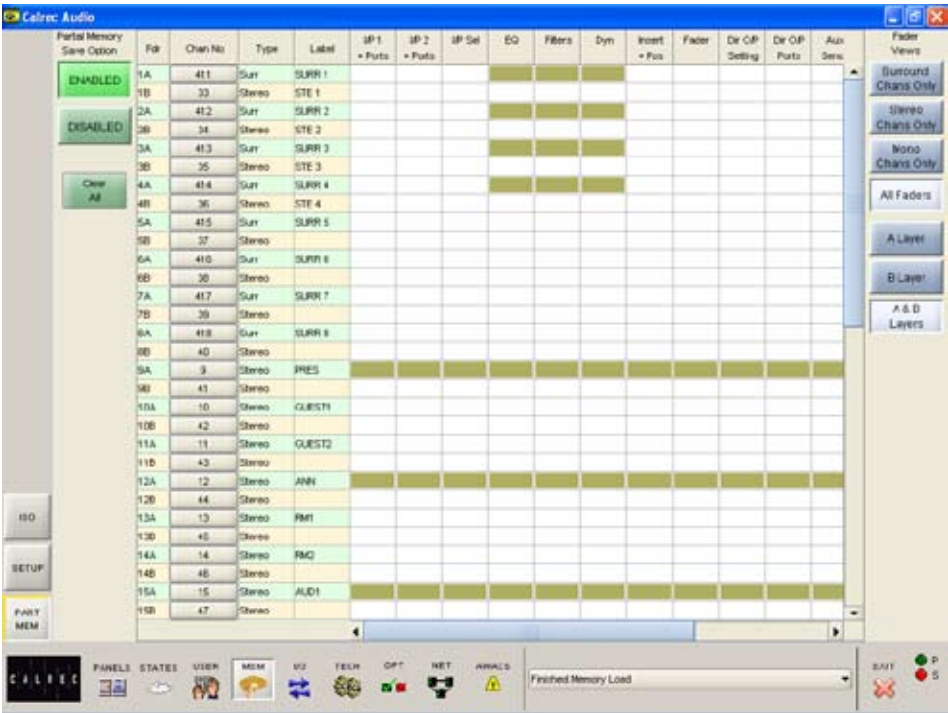 Calrec Audio
Partial Memory
Save Option
ENABLED
DISABLED
Clear
All
ISO
SETUP
PART
MEM
Fdr Chan No Type Label I/P 1 + Ports I/P 2 + Ports I/P Sel EQ Filters Dyn Insert + Pos Fader Dir O/P Setting Dir O/P Ports Aux Send
1A 41:1 Surr SURR 1
1B 33 Stereo STE 1
2A 41:2 Surr SURR 2
2B 34 Stereo STE 2
3A 41:3 Surr SURR 3
3B 35 Stereo STE 3
4A 41:4 Surr SURR 4
4B 36 Stereo STE 4
5A 41:5 Surr SURR 5
5B 37 Stereo
6A 41:6 Surr SURR 6
6B 38 Stereo
7A 41:7 Surr SURR 7
7B 39 Stereo
8A 41:8 Surr SURR 8
8B 40 Stereo
9A 9 Stereo PRES
9B 41 Stereo
10A 10 Stereo GUEST1
10B 42 Stereo
11A 11 Stereo GUEST2
11B 43 Stereo
12A 12 Stereo ANN
12B 44 Stereo
13A 13 Stereo RM1
13B 45 Stereo
14A 14 Stereo RM2
14B 46 Stereo
15A 15 Stereo AUD1
15B 47 Stereo
Fader
Views
Surround
Chans Only
Stereo
Chans Only
Mono
Chans Only
All Faders
A Layer
B Layer
A & B
Layers
CALREC
PANELS STATES USER MEM I/O TECH OPT NET AWACS
Finished Memory Load
EXIT
P
S